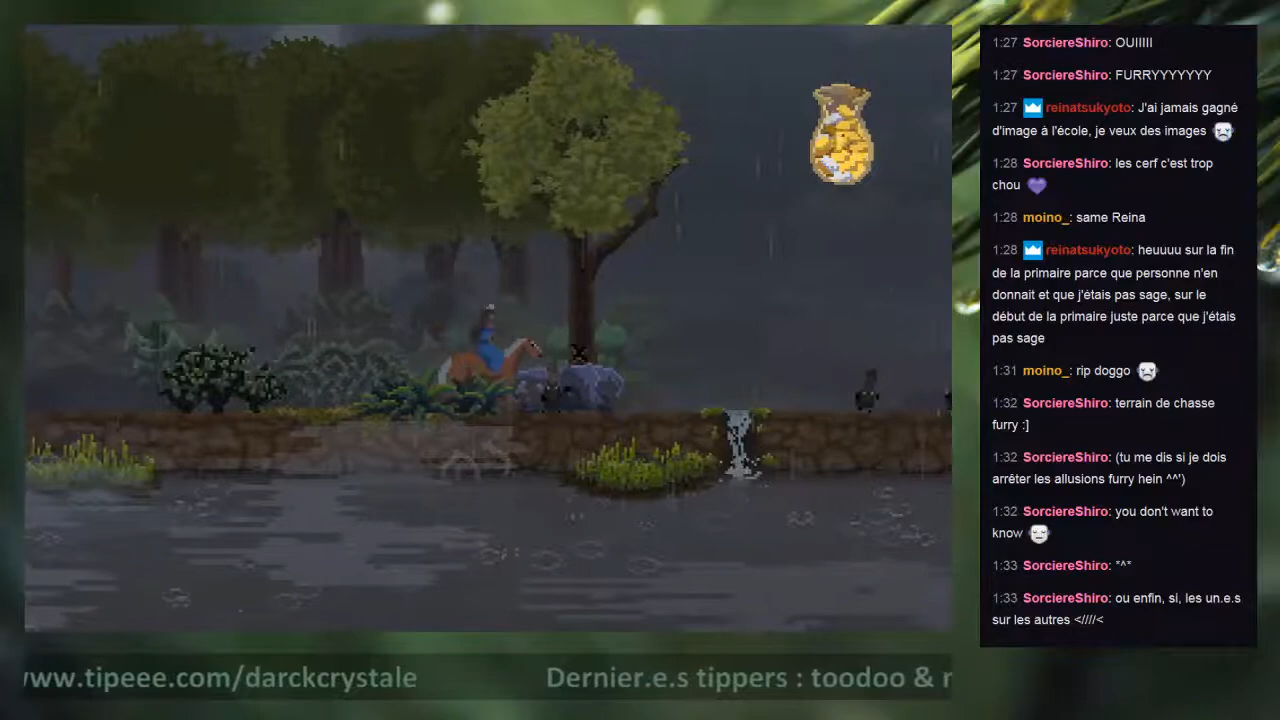 1:27 SorciereShiro: OUIIIII
1:27 SorciereShiro: FURRYYYYYYY
1:27 reinatsukyoto: J'ai jamais gagné
d'image à l'école, je veux des images
1:28 SorciereShiro: les cerf c'est trop
chou
1:28 moino_: same Reina
1:28 reinatsukyoto: heuuuu sur la fin
de la primaire parce que personne n'en
donnait et que j'étais pas sage, sur le
début de la primaire juste parce que j'étais
pas sage
1:31 moino_: rip doggo
1:32 SorciereShiro: terrain de chasse
furry :]
1:32 SorciereShiro: (tu me dis si je dois
arrêter les allusions furry hein ^^')
1:32 SorciereShiro: you don't want to
know
1:33 SorciereShiro: *^*
1:33 SorciereShiro: ou enfin, si, les un.e.s
sur les autres <////<
www.tipeee.com/darckcrystale Dernier.e.s tippers : toodoo &